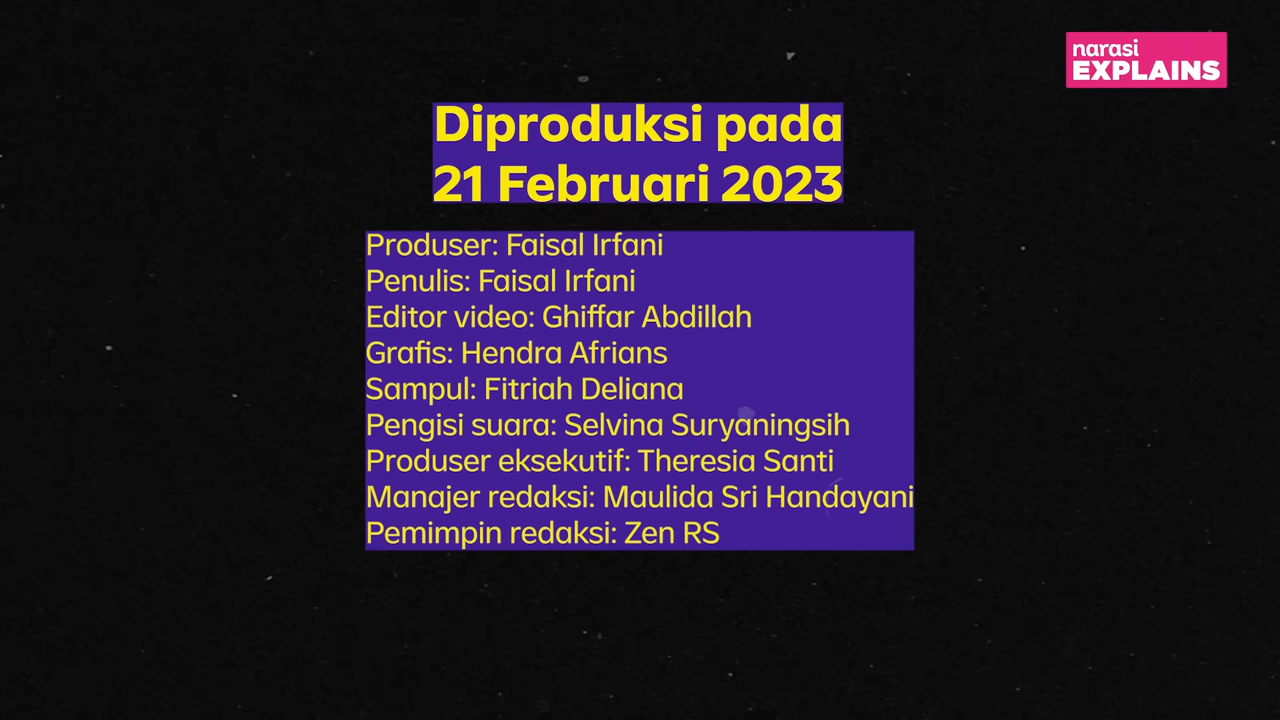 narasi
EXPLAINS
Diproduksi pada
21 Februari 2023
Produser: Faisal Irfani
Penulis: Faisal Irfani
Editor video: Ghiffar Abdillah
Grafis: Hendra Afrians
Sampul: Fitriah Deliana
Pengisi suara: Selvina Suryaningsih
Produser eksekutif: Theresia Santi
Manajer redaksi: Maulida Sri Handayani
Pemimpin redaksi: Zen RS